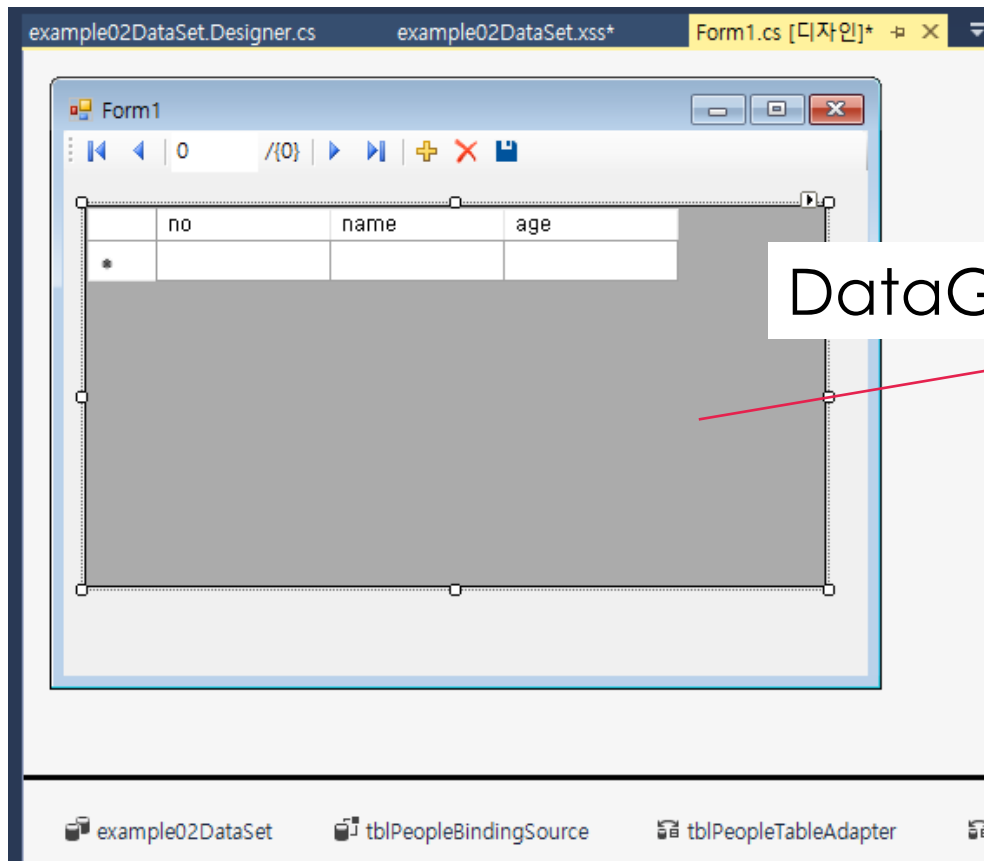 example02DataSet.Designer.cs example02DataSet.xss* Form1.cs [디자인]*
Form1
0 /{0}
no name age
DataG
example02DataSet tblPeopleBindingSource tblPeopleTableAdapter